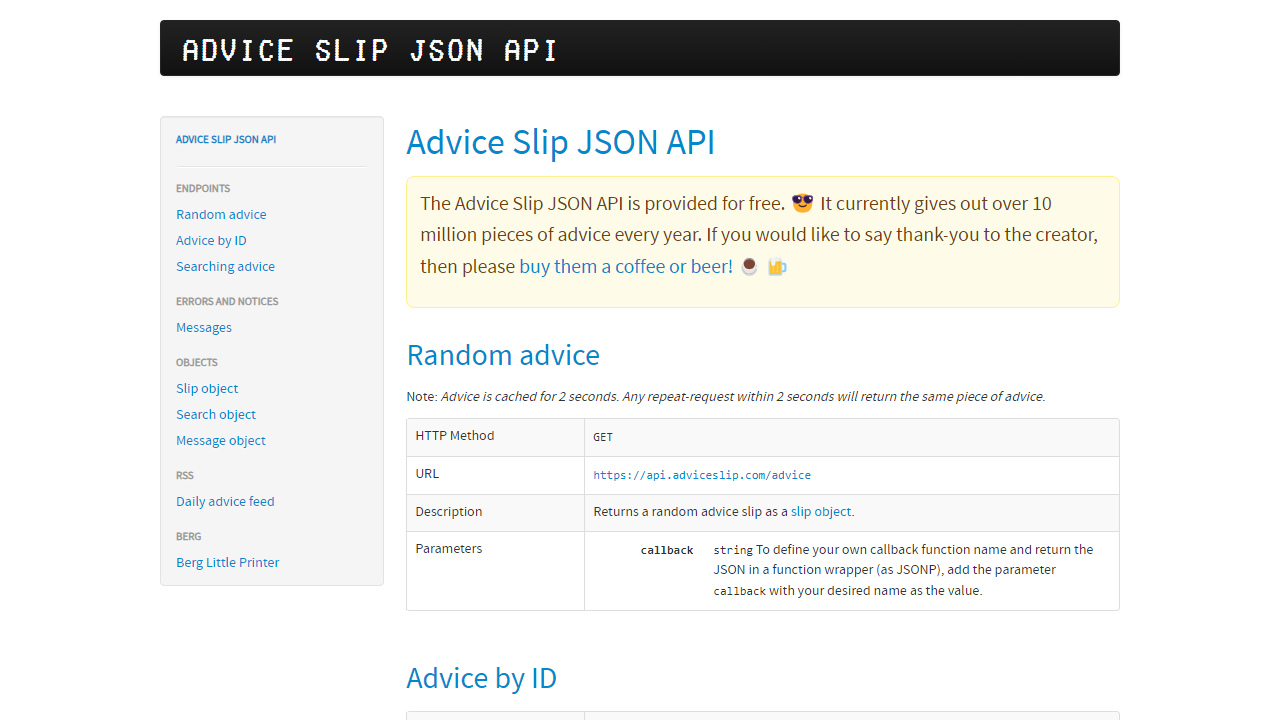 ADVICE SLIP JSON API
ADVICE SLIP JSON API
ENDPOINTS
Random advice
Advice by ID
Searching advice
ERRORS AND NOTICES
Messages
OBJECTS
Slip object
Search object
Message object
RSS
Daily advice feed
BERG
Berg Little Printer
Advice Slip JSON API
The Advice Slip JSON API is provided for free. 😎 It currently gives out over 10
million pieces of advice every year. If you would like to say thank-you to the creator,
then please buy them a coffee or beer! ☕ 🍺
Random advice
Note: Advice is cached for 2 seconds. Any repeat-request within 2 seconds will return the same piece of advice.
HTTP Method GET
URL https://api.adviceslip.com/advice
Description Returns a random advice slip as a slip object.
Parameters callback string To define your own callback function name and return the
JSON in a function wrapper (as JSONP), add the parameter
callback with your desired name as the value.
Advice by ID